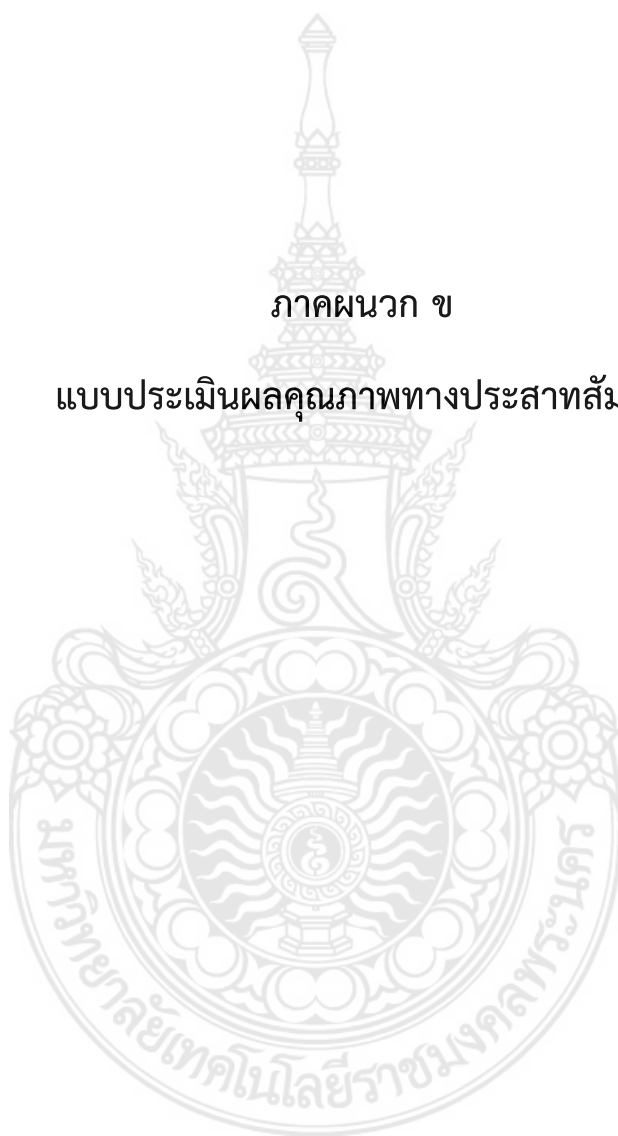 ภาคผนวก ข
แบบประเมินผลคุณภาพทางประสาทสัม
มหาวิทยาลัยเทคโนโลยีราชมงคลพระนคร